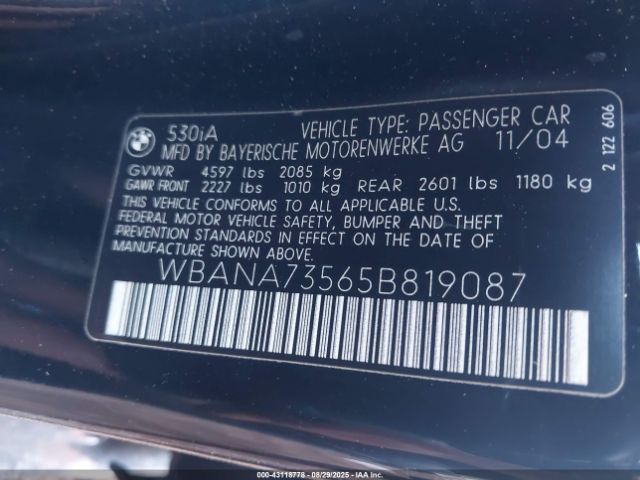 BMW
530iA VEHICLE TYPE: PASSENGER CAR
MFD BY BAYERISCHE MOTORENWERKE AG 11/04
GVWR 4597 lbs 2085 kg
GAWR FRONT 2227 lbs 1010 kg REAR 2601 lbs 1180 kg
THIS VEHICLE CONFORMS TO ALL APPLICABLE U.S.
FEDERAL MOTOR VEHICLE SAFETY, BUMPER AND THEFT
PREVENTION STANDARDS IN EFFECT ON THE DATE OF
MANUFACTURE SHOWN ABOVE.
WBANA73565B819087
2 122 606
000-43118778 - 08/29/2025 - IAAI.COM